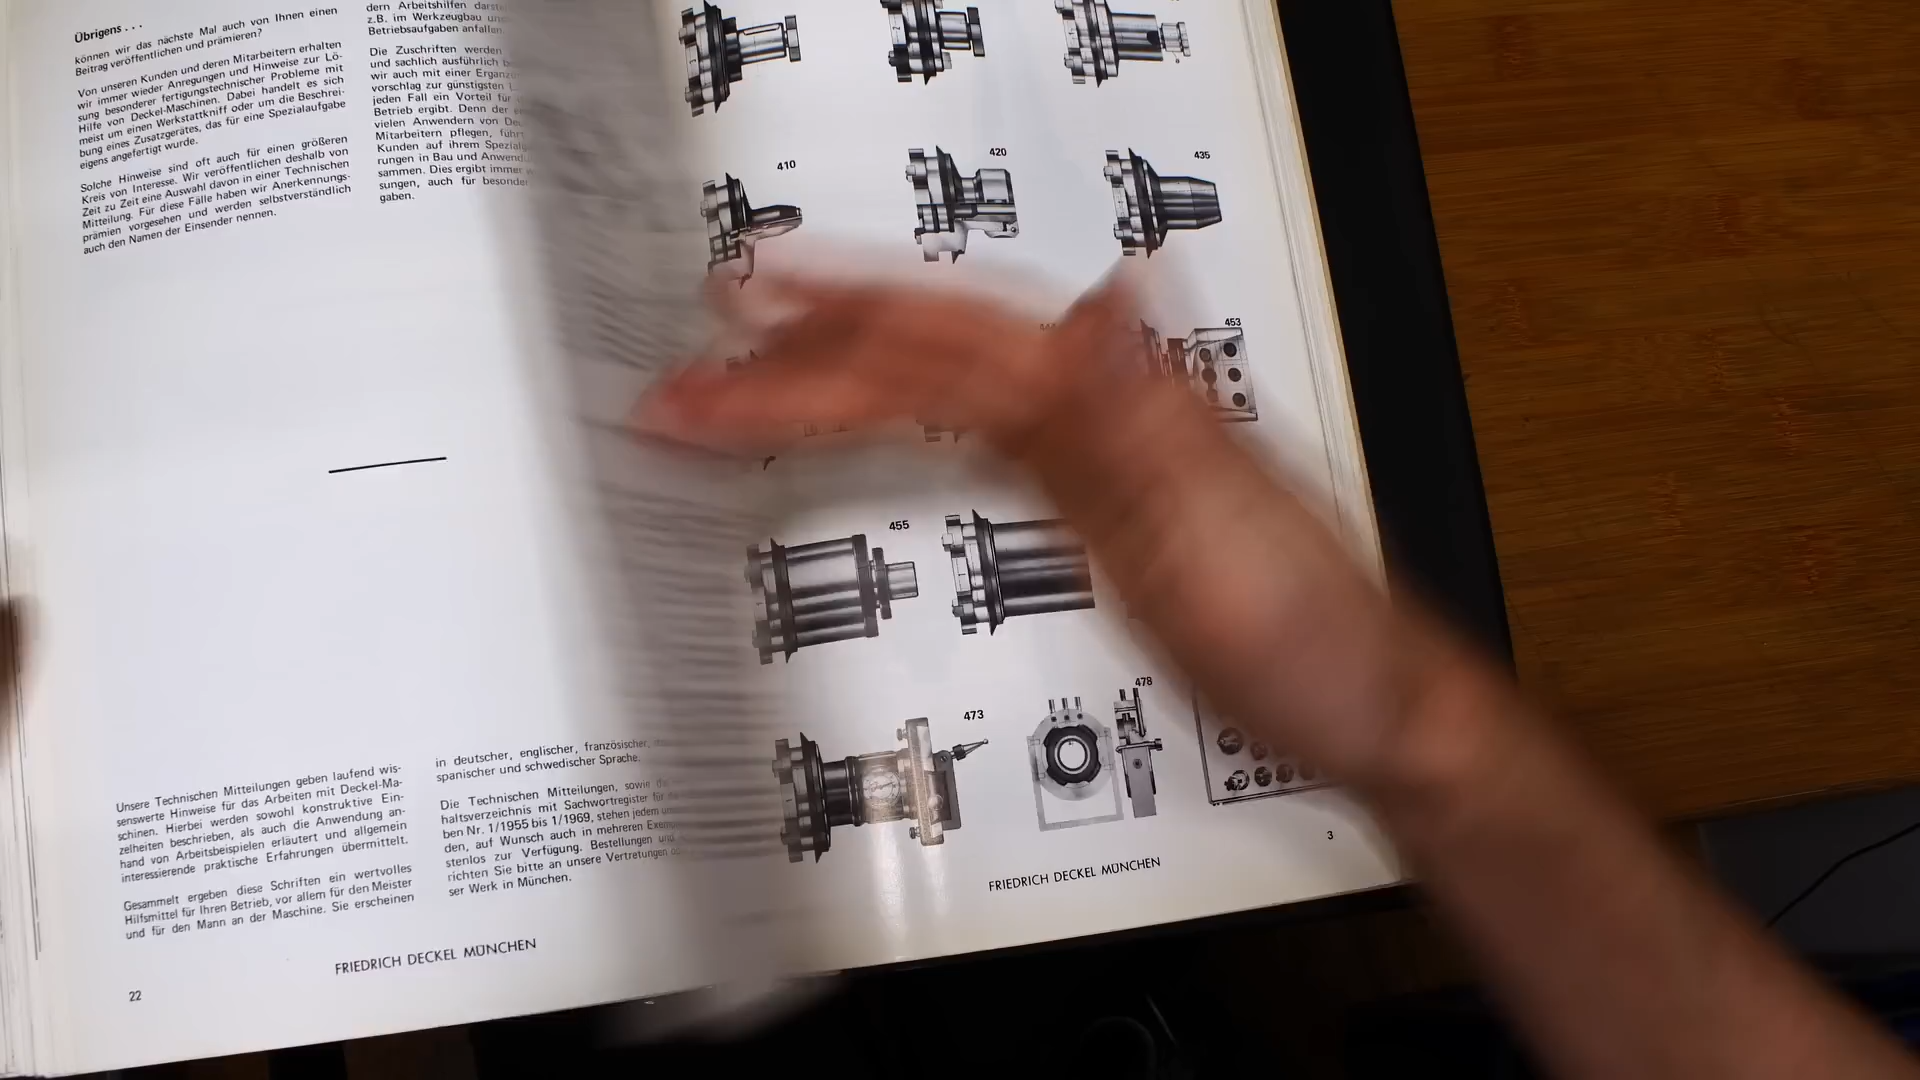 Übrigens . . .
können wir das nächste Mal auch von Ihnen einen
Beitrag veröffentlichen und prämieren?
Von unseren Kunden und deren Mitarbeitern erhalten
wir immer wieder Anregungen und Hinweise zur Lö-
sung besonderer fertigungstechnischer Probleme mit
Hilfe von Deckel-Maschinen. Dabei handelt es sich
meist um einen Werkstattkniff oder um die Beschrei-
bung eines Zusatzgerätes, das für eine Spezialaufgabe
eigens angefertigt wurde.
Solche Hinweise sind oft auch für einen größeren
Kreis von Interesse. Wir veröffentlichen deshalb von
Zeit zu Zeit eine Auswahl davon in einer Technischen
Mitteilung. Für diese Fälle haben wir Anerkennungs-
prämien vorgesehen und werden selbstverständlich
auch den Namen der Einsender nennen.
dern Arbeitshilfen
z.B. im Werkzeugbau
Betriebsaufgaben anfallen.
Die Zuschriften werden
und sachlich ausführlich
wir auch mit einer
vorschlag zur günstigsten
jeden Fall ein Vorteil für
Betrieb ergibt. Denn der
vielen Anwendern von
Mitarbeitern pflegen,
Kunden auf ihrem
rungen in Bau und
sammen. Dies ergibt immer
sungen, auch für
gaben.
Unsere Technischen Mitteilungen geben laufend wis-
senswerte Hinweise für das Arbeiten mit Deckel-Ma-
schinen. Hierbei werden sowohl konstruktive Ein-
zelheiten beschrieben, als auch die Anwendung an-
hand von Arbeitsbeispielen erläutert und allgemein
interessierende praktische Erfahrungen übermittelt.
Gesammelt ergeben diese Schriften ein wertvolles
Hilfsmittel für Ihren Betrieb, vor allem für den Meister
und für den Mann an der Maschine. Sie erscheinen
in deutscher, englischer, französischer,
spanischer und schwedischer Sprache.
Die Technischen Mitteilungen, sowie
haltsverzeichnis mit Sachwortregister für
ben Nr. 1/1955 bis 1/1969, stehen jedem
den, auf Wunsch auch in mehreren
stenlos zur Verfügung. Bestellungen
richten Sie bitte an unsere Vertretungen
ser Werk in München.
FRIEDRICH DECKEL MÜNCHEN
22
410
420
435
453
455
473
478
3
FRIEDRICH DECKEL MÜNCHEN